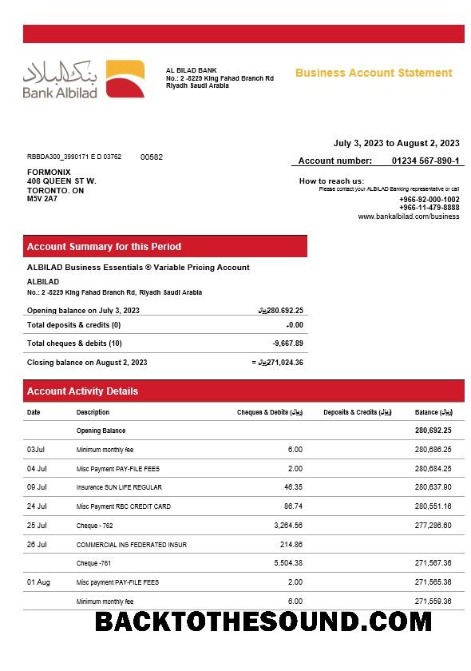 بنك البلاد
Bank Albilad
AL BILAD BANK
No.: 2 -8229 King Fahad Branch Rd
Riyadh Saudi Arabia
Business Account Statement
July 3, 2023 to August 2, 2023
RBBDA300_3990171 E D 03762 00582
Account number: 01234 567-890-1
FORMONIX
408 QUEEN ST W.
TORONTO. ON
M5V 2A7
How to reach us:
Please contact your ALBILAD Banking representative or call
+966-92-000-1002
+966-11-479-8888
www.bankalbilad.com/business
Account Summary for this Period
ALBILAD Business Essentials ® Variable Pricing Account
ALBILAD
No.: 2 -8229 King Fahad Branch Rd, Riyadh Saudi Arabia
Opening balance on July 3, 2023 ﷼280.692.25
Total deposits & credits (0) -0.00
Total cheques & debits (10) -9,667.89
Closing balance on August 2, 2023 = ﷼271,024.36
Account Activity Details
Date Description Cheques & Debits (﷼) Deposits & Credits (﷼) Balance (﷼)
Opening Balance 280,692.25
03Jul Minimum monthly fee 6.00 280,686.25
04 Jul Misc Payment PAY-FILE FEES 2.00 280,684.25
09 Jul Insurance SUN LIFE REGULAR 46.35 280,637.90
24 Jul Misc Payment RBC CREDIT CARD 86.74 280,551.16
25 Jul Cheque - 762 3,264.56 277,286.60
26 Jul COMMERCIAL INS FEDERATED INSUR 214.86
Cheque -761 5,504.38 271,567.36
01 Aug Misc payment PAY-FILE FEES 2.00 271,565.36
Minimum monthly fee 6.00 271,559.36
BACKTOTHESOUND.COM